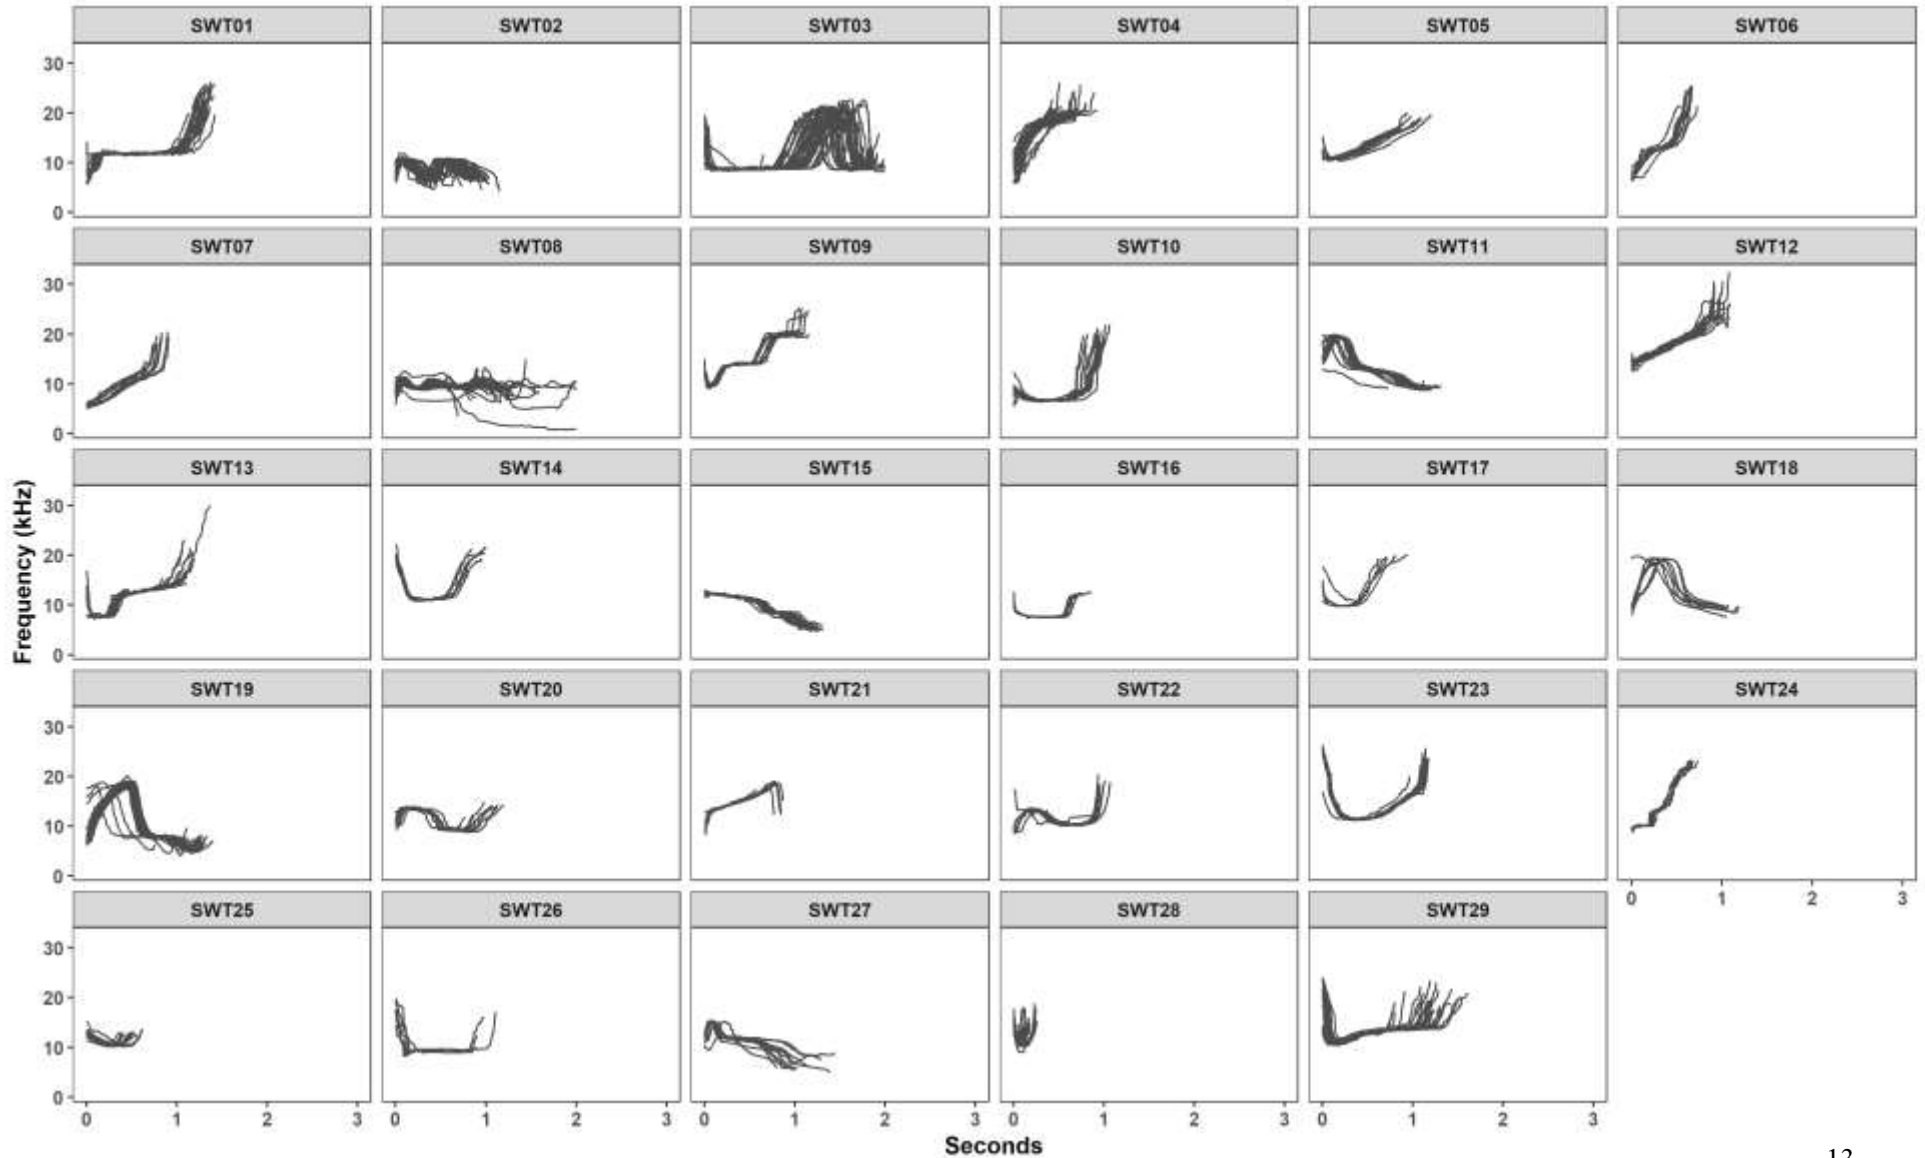 SWT01 SWT02 SWT03 SWT04 SWT05 SWT06
30
20
10
0
SWT07 SWT08 SWT09 SWT10 SWT11 SWT12
30
20
10
0
SWT13 SWT14 SWT15 SWT16 SWT17 SWT18
30
20
10
0
Frequency (kHz)
SWT19 SWT20 SWT21 SWT22 SWT23 SWT24
30
20
10
0
0 1 2 3
SWT25 SWT26 SWT27 SWT28 SWT29
30
20
10
0
0 1 2 3 0 1 2 3 0 1 2 3 0 1 2 3 0 1 2 3
Seconds